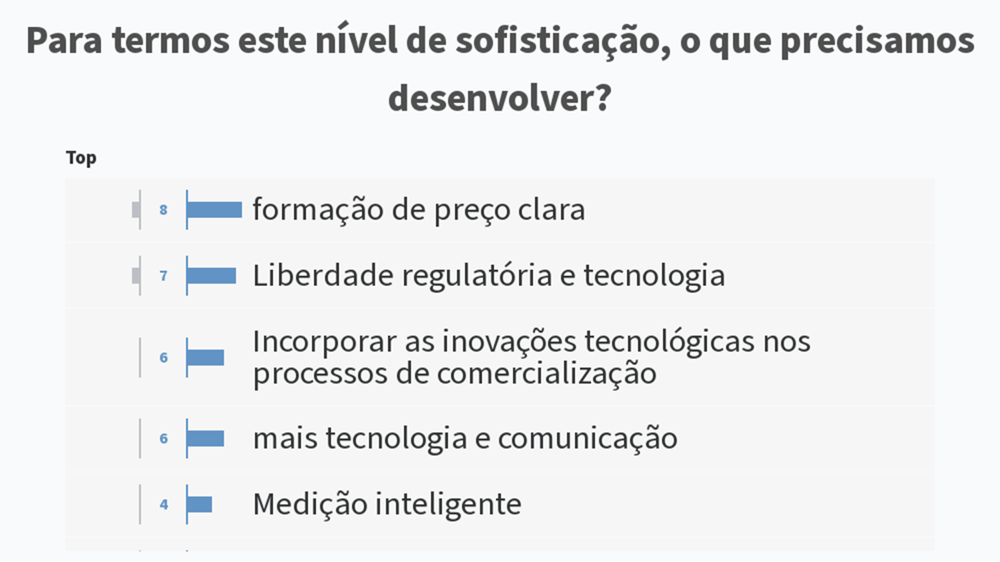 Para termos este nível de sofisticação, o que precisamos
desenvolver?
Top
8 formação de preço clara
7 Liberdade regulatória e tecnologia
6 Incorporar as inovações tecnológicas nos
processos de comercialização
6 mais tecnologia e comunicação
4 Medição inteligente